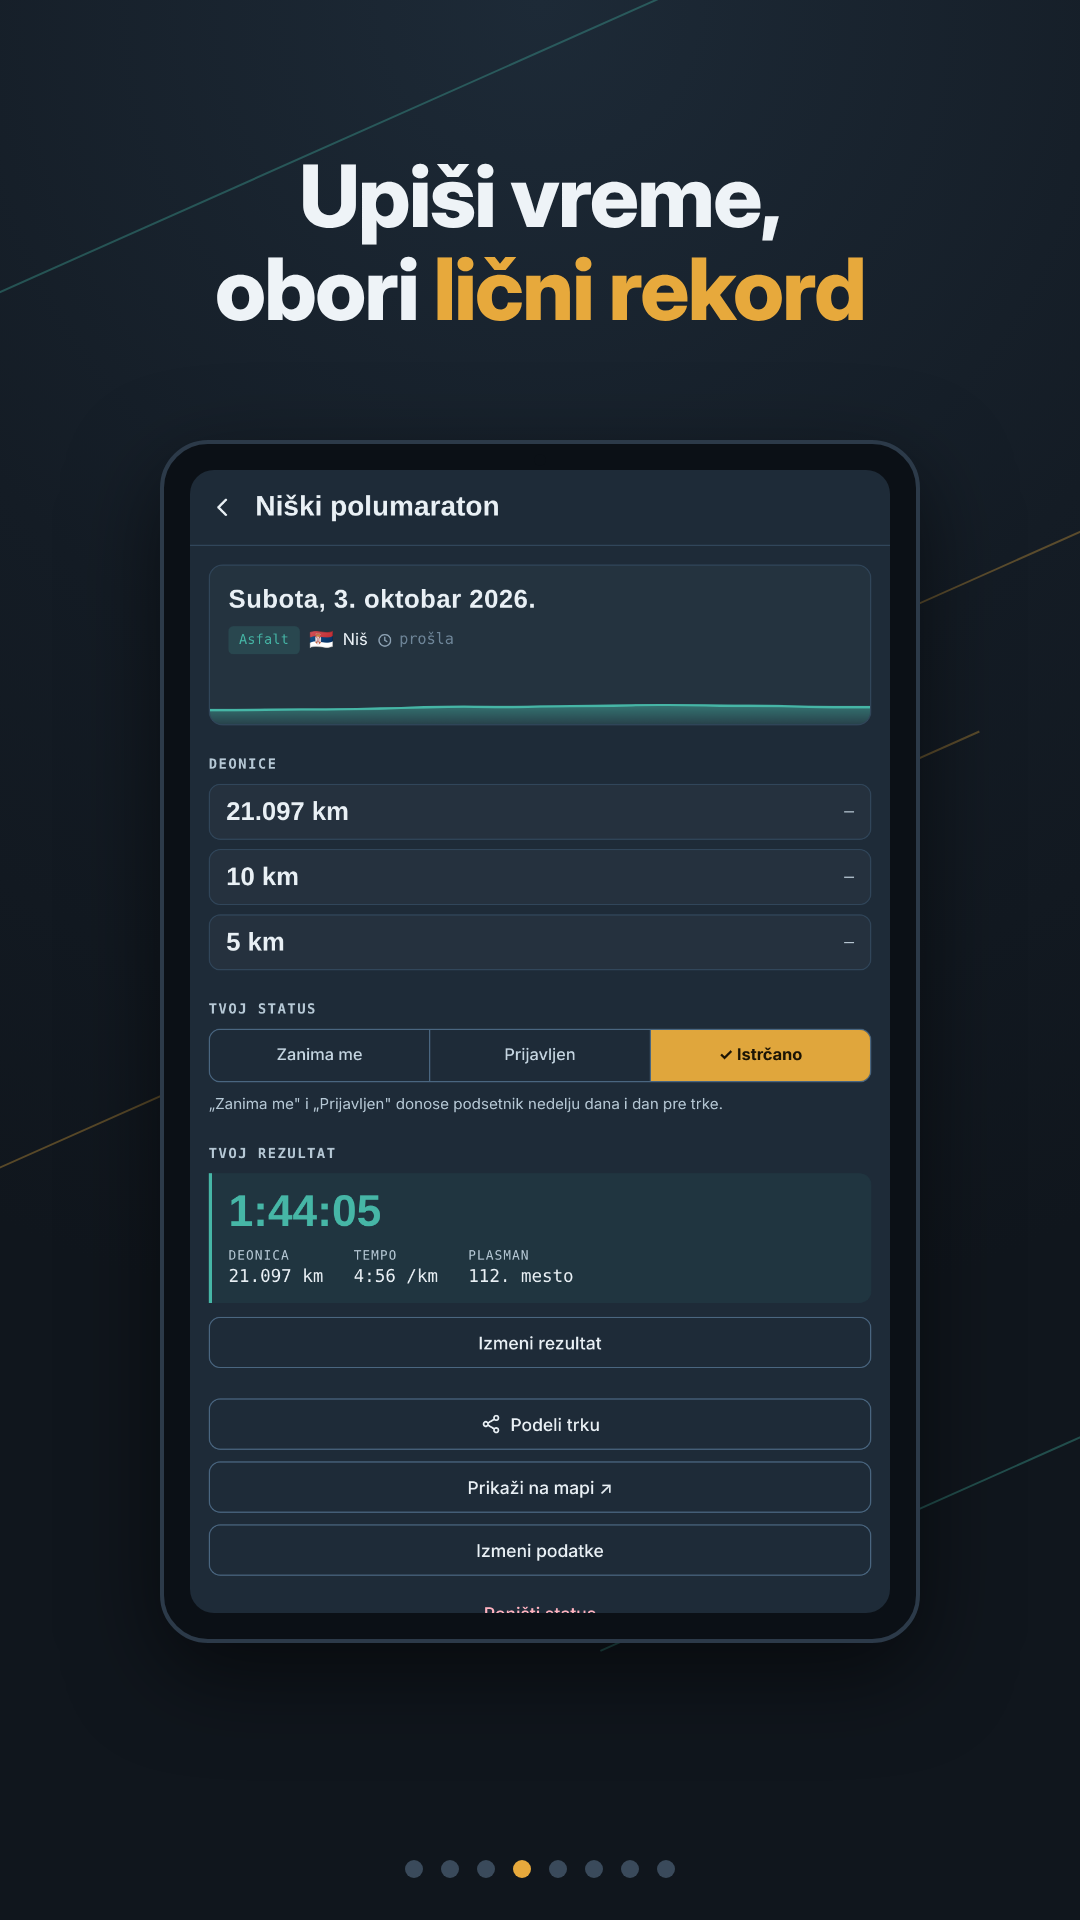 Upiši vreme,
obori lični rekord
Niški polumaraton
Subota, 3. oktobar 2026.
Asfalt Niš prošla
DEONICE
21.097 km –
10 km –
5 km –
TVOJ STATUS
Zanima me Prijavljen ✓ Istrčano
„Zanima me" i „Prijavljen" donose podsetnik nedelju dana i dan pre trke.
TVOJ REZULTAT
1:44:05
DEONICA TEMPO PLASMAN
21.097 km 4:56 /km 112. mesto
Izmeni rezultat
Podeli trku
Prikaži na mapi ↗
Izmeni podatke
Poništi status